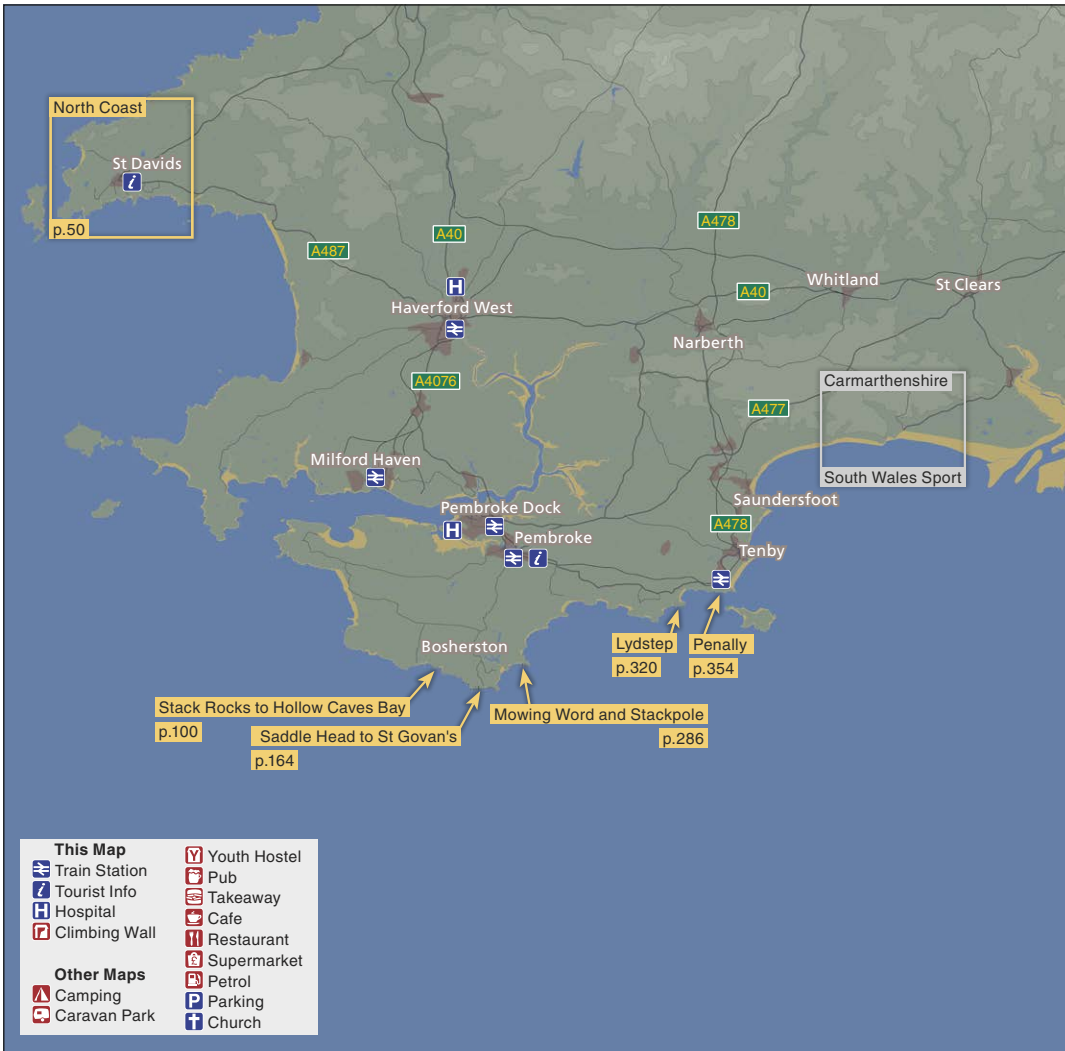 North Coast
St Davids
p.50
A487
A40
A478
Haverford West
A40
Whitland
St Clears
Narberth
A4076
Carmarthenshire
A477
Milford Haven
South Wales Sport
Saundersfoot
Pembroke Dock
A478
Pembroke
Tenby
Bosherston
Lydstep
p.320
Penally
p.354
Stack Rocks to Hollow Caves Bay
p.100
Saddle Head to St Govan's
p.164
Mowing Word and Stackpole
p.286
This Map
Train Station
Tourist Info
Hospital
Climbing Wall
Other Maps
Camping
Caravan Park
Youth Hostel
Pub
Takeaway
Cafe
Restaurant
Supermarket
Petrol
Parking
Church